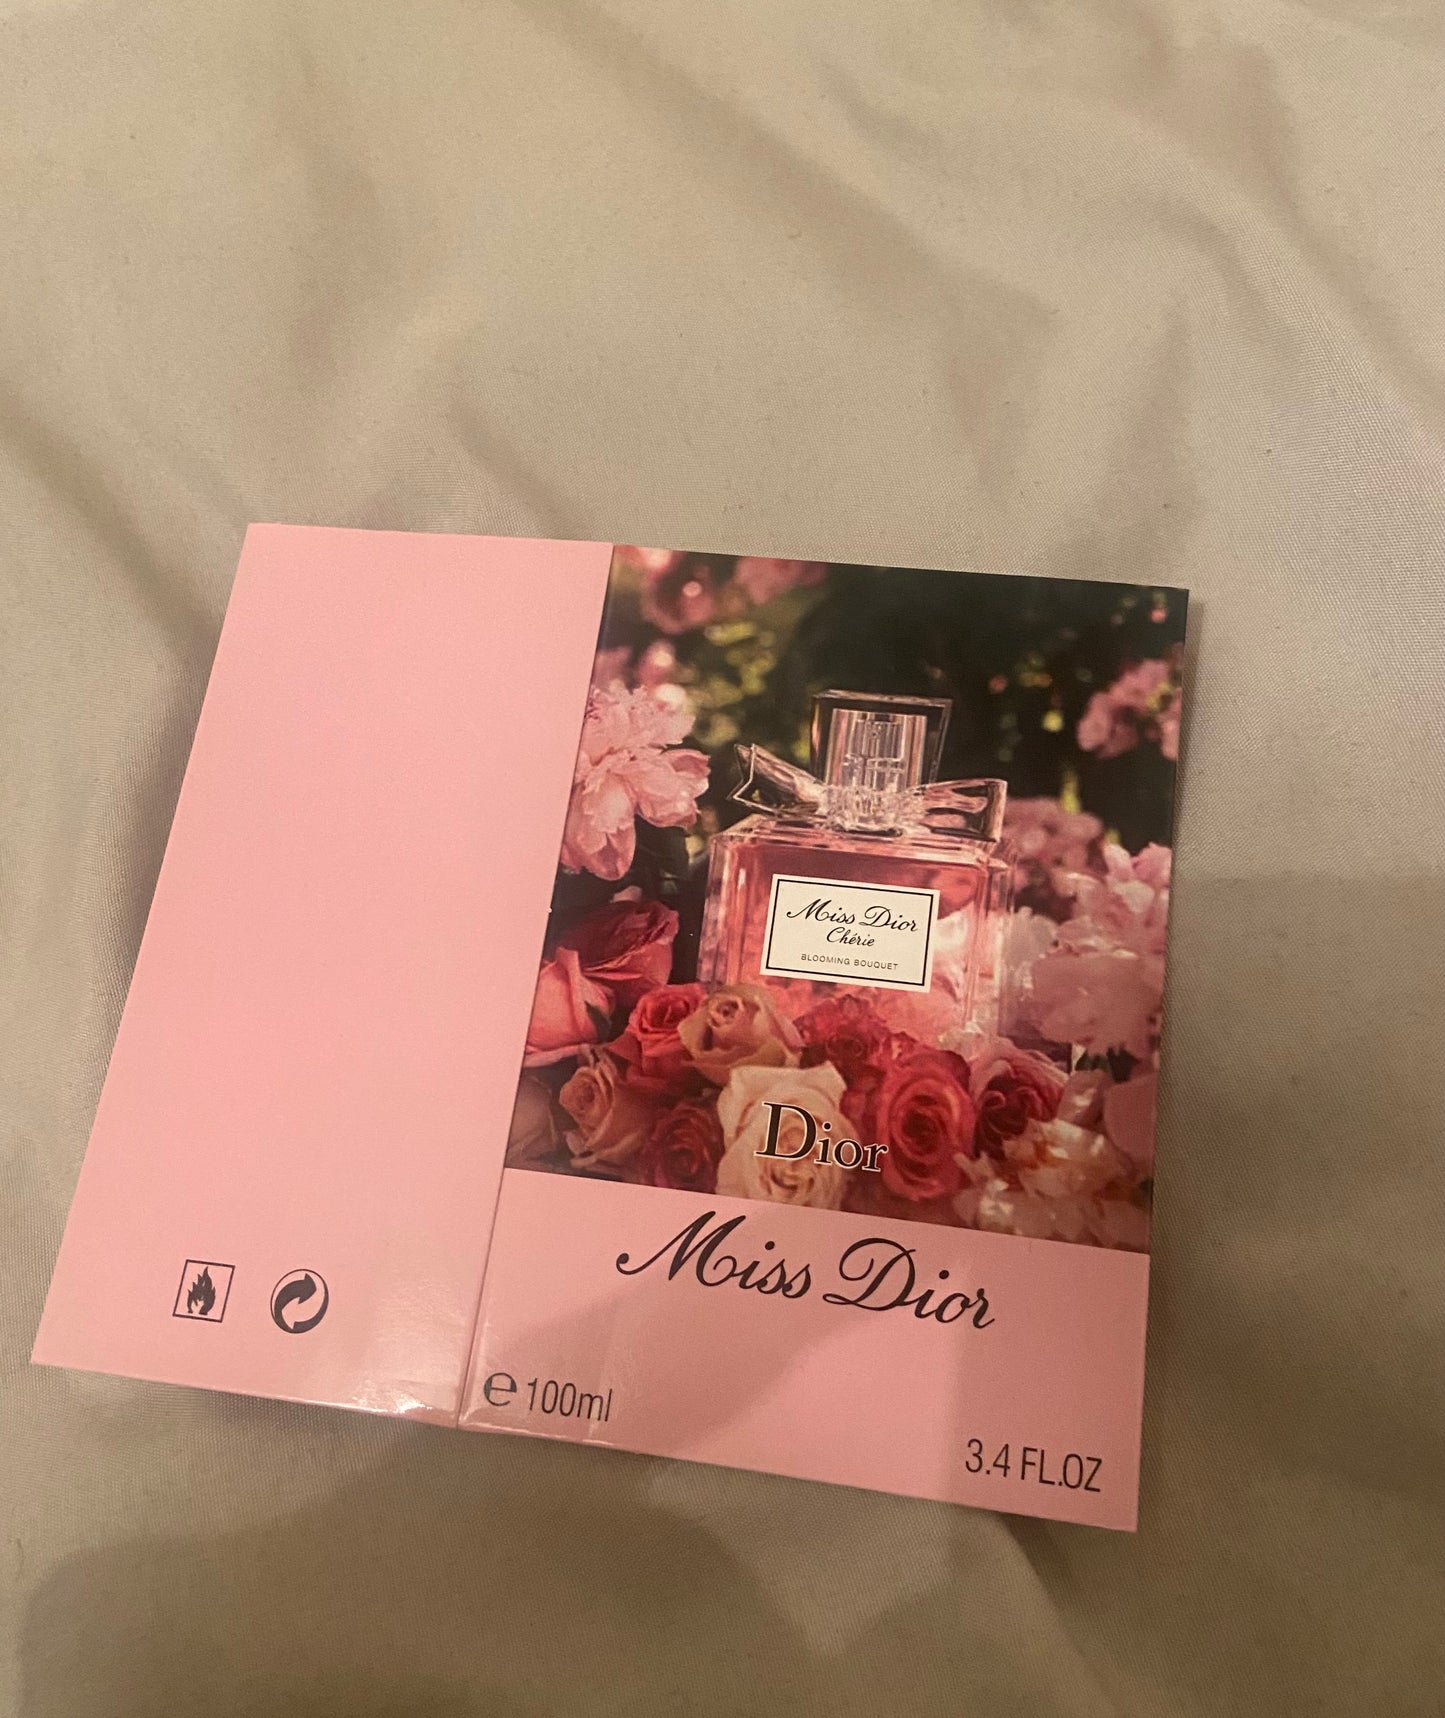 Miss Dior
Chérie
BLOOMING BOUQUET
Dior
Miss Dior
℮ 100ml
3.4 FL.OZ